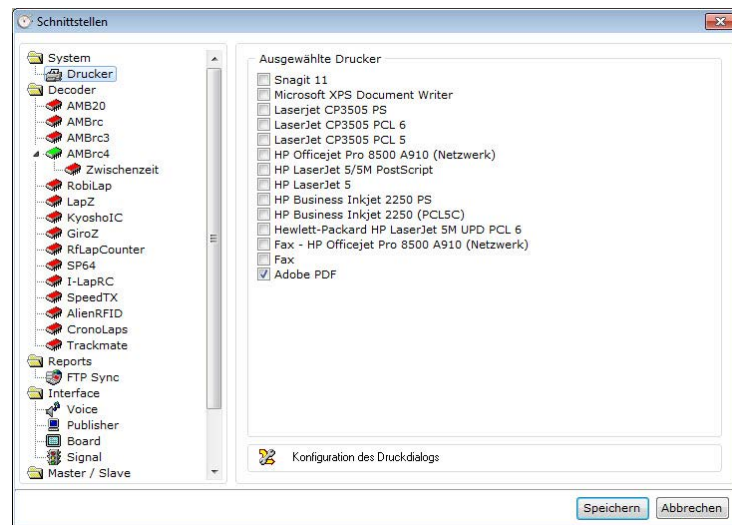 Schnittstellen
System
Drucker
Decoder
AMB20
AMBrc
AMBrc3
AMBrc4
Zwischenzeit
RobiLap
LapZ
KyoshoIC
GiroZ
RfLapCounter
SP64
I-LapRC
SpeedTX
AlienRFID
CronoLaps
Trackmate
Reports
FTP Sync
Interface
Voice
Publisher
Board
Signal
Master / Slave
Ausgewählte Drucker
Snagit 11
Microsoft XPS Document Writer
Laserjet CP3505 PS
LaserJet CP3505 PCL 6
LaserJet CP3505 PCL 5
HP Officejet Pro 8500 A910 (Netzwerk)
HP LaserJet 5/5M PostScript
HP LaserJet 5
HP Business Inkjet 2250 PS
HP Business Inkjet 2250 (PCL5C)
Hewlett-Packard HP LaserJet 5M UPD PCL 6
Fax - HP Officejet Pro 8500 A910 (Netzwerk)
Fax
Adobe PDF
Konfiguration des Druckdialogs
Speichern
Abbrechen